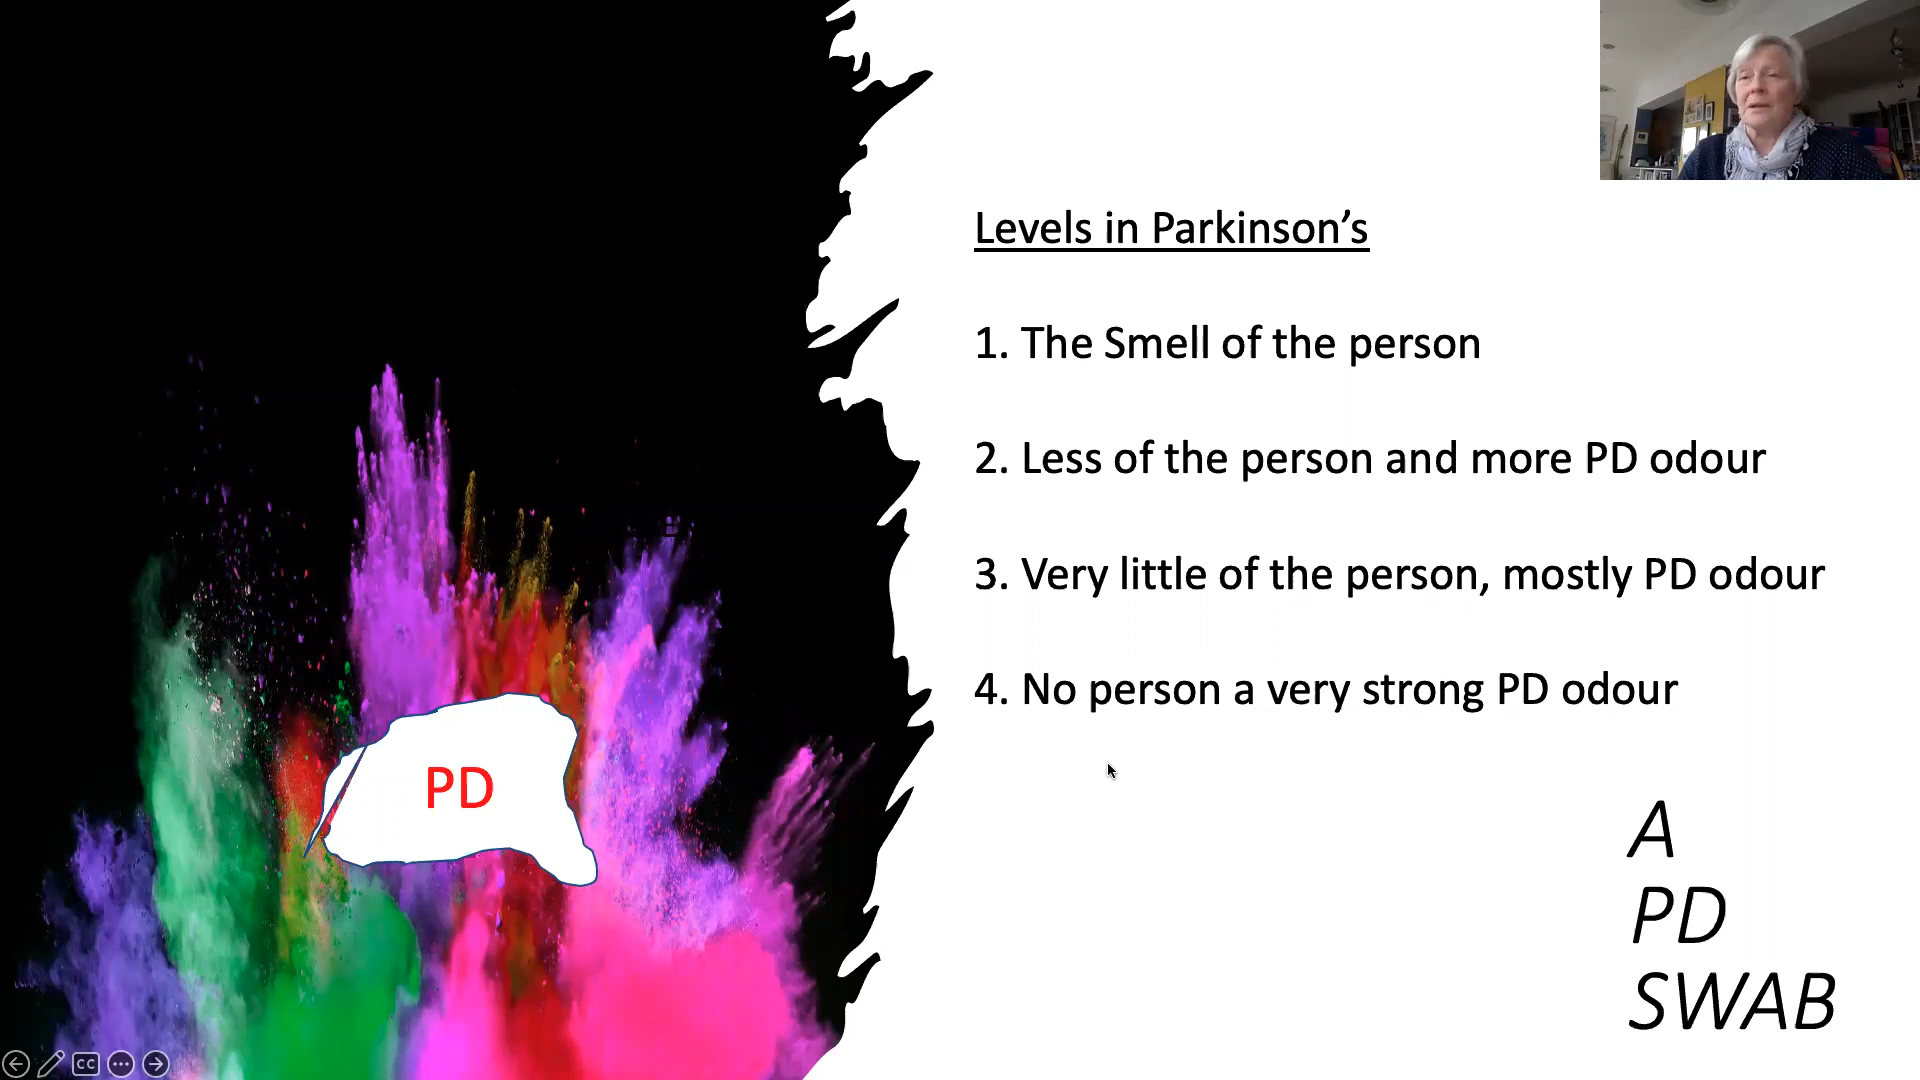 Levels in Parkinson’s
1. The Smell of the person
2. Less of the person and more PD odour
3. Very little of the person, mostly PD odour
4. No person a very strong PD odour
PD
A
PD
SWAB
CC